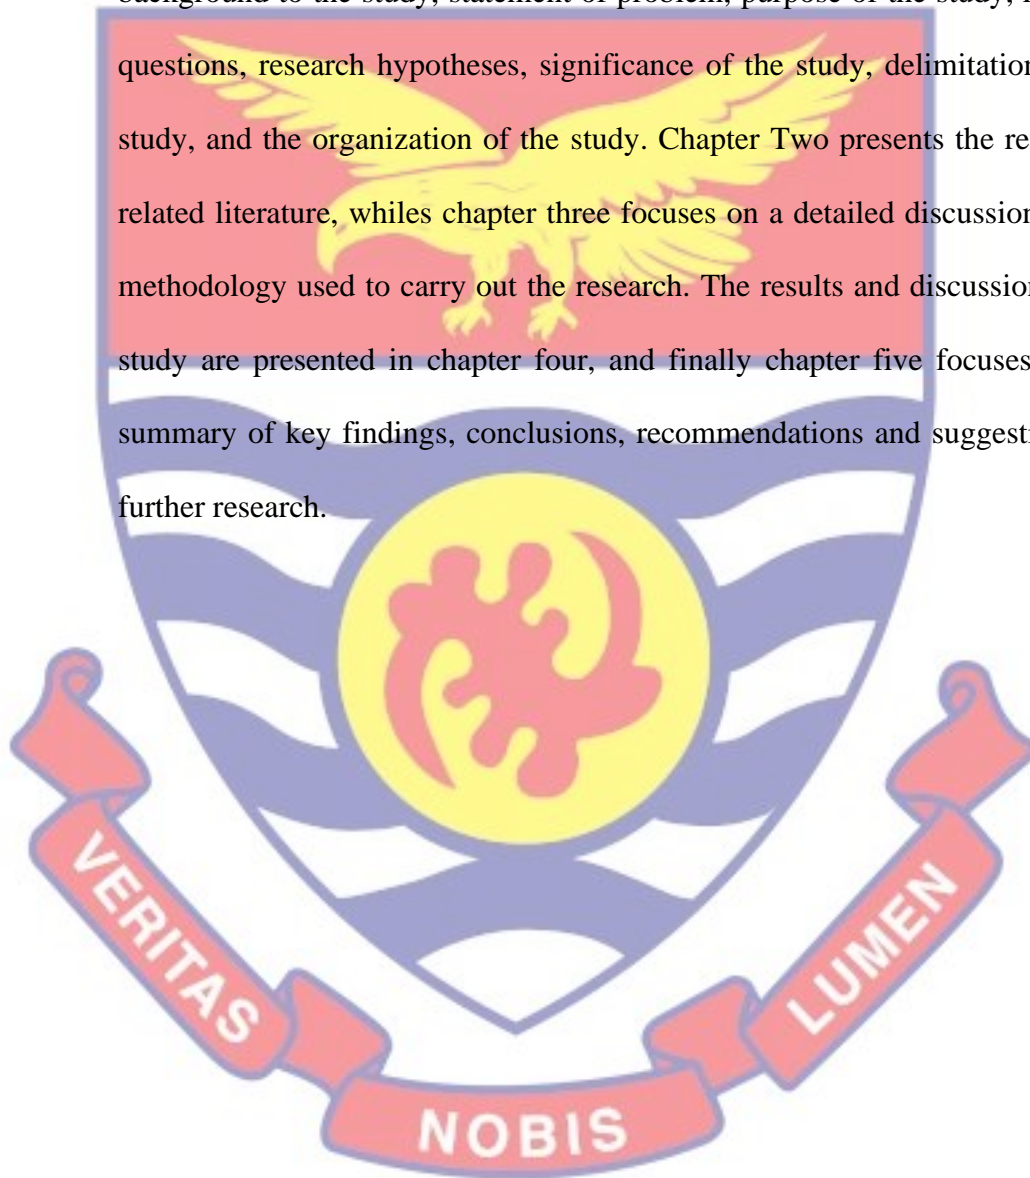 background to the study, statement of problem, purpose of the study,
questions, research hypotheses, significance of the study, delimitation
study, and the organization of the study. Chapter Two presents the
related literature, whiles chapter three focuses on a detailed discussion
methodology used to carry out the research. The results and discussion
study are presented in chapter four, and finally chapter five focuses
summary of key findings, conclusions, recommendations and
further research.
VERITAS
NOBIS
LUMEN